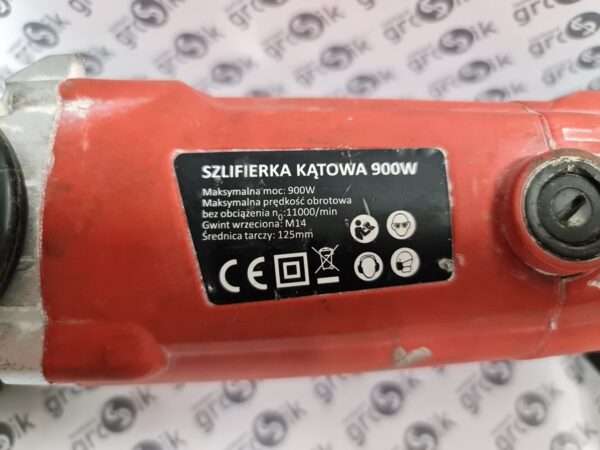 SZLIFIERKA KĄTOWA 900W
Maksymalna moc: 900W
Maksymalna prędkość obrotowa
bez obciążenia n0:11000/min
Gwint wrzeciona: M14
Średnica tarczy: 125mm
CE